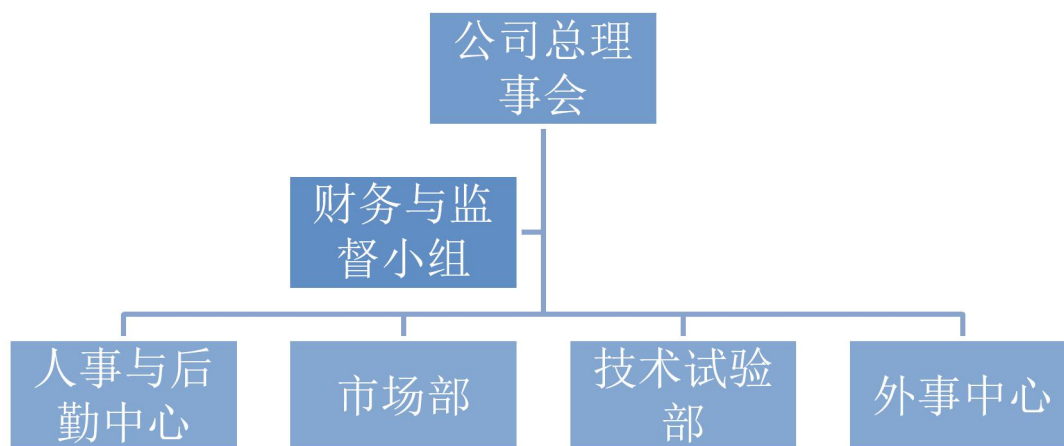 公司总理
事会
财务与监
督小组
人事与后
勤中心
市场部
技术试验
部
外事中心